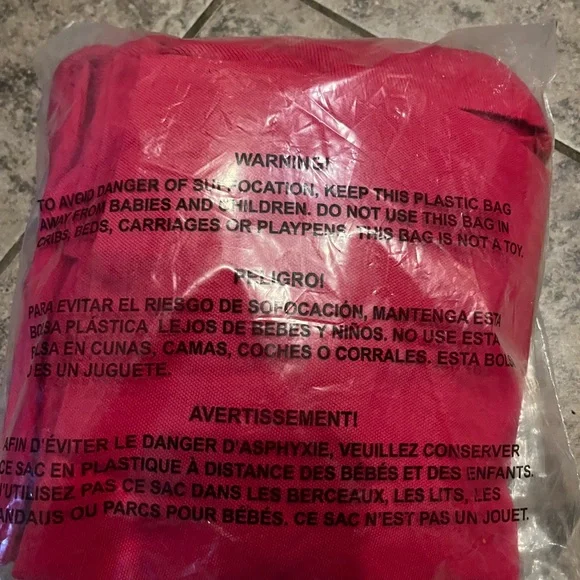 WARNING!
TO AVOID DANGER OF SUFFOCATION, KEEP THIS PLASTIC BAG
AWAY FROM BABIES AND CHILDREN. DO NOT USE THIS BAG IN
CRIBS, BEDS, CARRIAGES OR PLAYPENS. THIS BAG IS NOT A TOY.
PELIGRO!
PARA EVITAR EL RIESGO DE SOFOCACIÓN, MANTENGA ESTA
BOLSA PLÁSTICA LEJOS DE BEBES Y NIÑOS. NO USE ESTA
BOLSA EN CUNAS, CAMAS, COCHES O CORRALES. ESTA BOLSA
ES UN JUGUETE.
AVERTISSEMENT!
AFIN D'ÉVITER LE DANGER D'ASPHYXIE, VEUILLEZ CONSERVER
CE SAC EN PLASTIQUE À DISTANCE DES BÉBÉS ET DES ENFANTS.
N'UTILISEZ PAS CE SAC DANS LES BERCEAUX, LES LITS, LES
LANDAUS OU PARCS POUR BÉBÉS. CE SAC N'EST PAS UN JOUET.